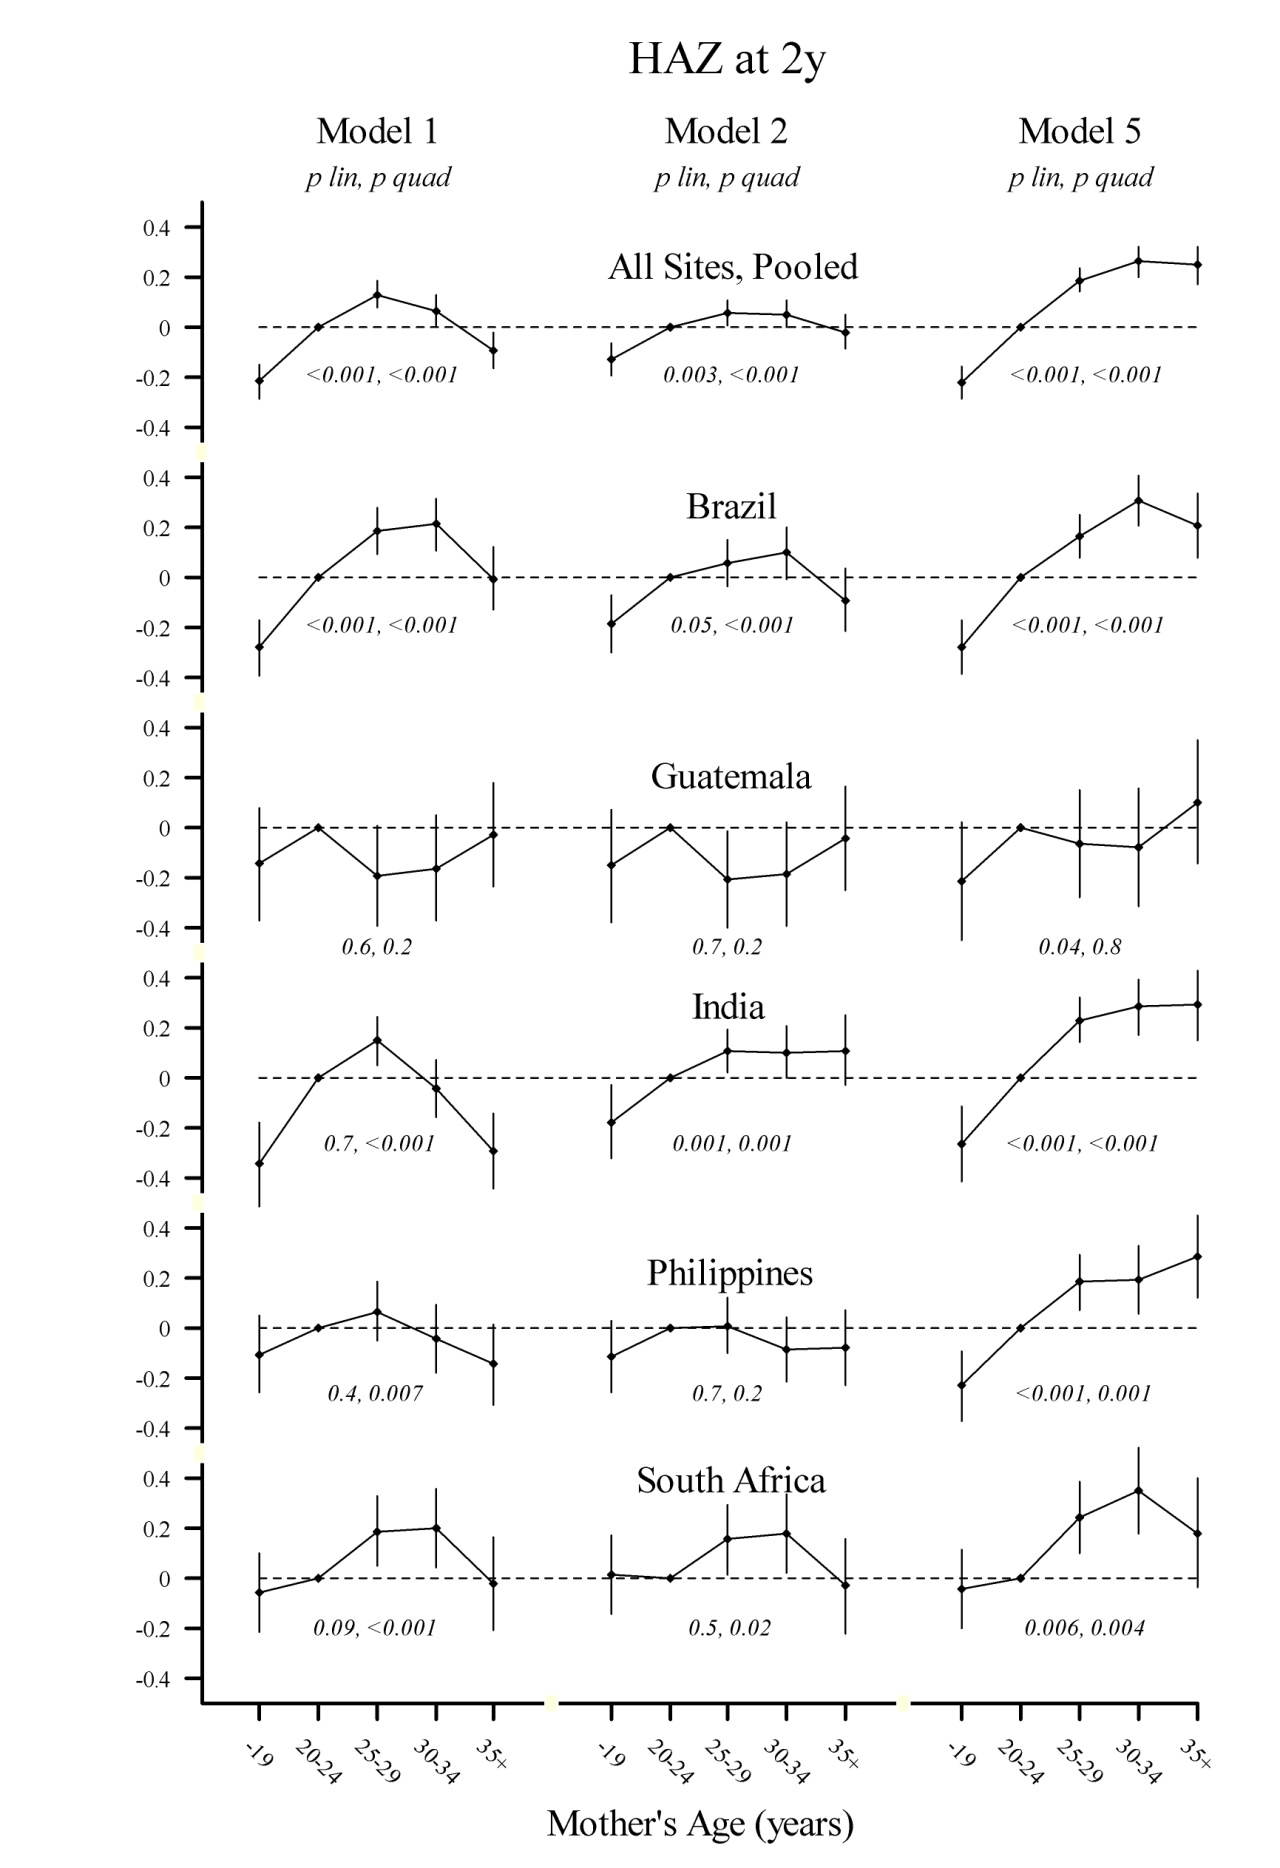 HAZ at 2y
Model 1 Model 2 Model 5
p lin, p quad p lin, p quad p lin, p quad
0.4
All Sites, Pooled
0.2
0
<0.001, <0.001 0.003, <0.001 <0.001, <0.001
-0.2
-0.4
0.4
Brazil
0.2
0
-0.2 <0.001, <0.001 0.05, <0.001 <0.001, <0.001
-0.4
0.4
Guatemala
0.2
0
-0.2
-0.4
0.6, 0.2 0.7, 0.2 0.04, 0.8
0.4
India
0.2
0
-0.2 0.7, <0.001 0.001, 0.001 <0.001, <0.001
-0.4
0.4
Philippines
0.2
0
-0.2
0.4, 0.007 0.7, 0.2 <0.001, 0.001
-0.4
0.4 South Africa
0.2
0
-0.2 0.09, <0.001 0.5, 0.02 0.006, 0.004
-0.4
-19 20-24 25-29 30-34 35+ -19 20-24 25-29 30-34 35+ -19 20-24 25-29 30-34 35+
Mother's Age (years)